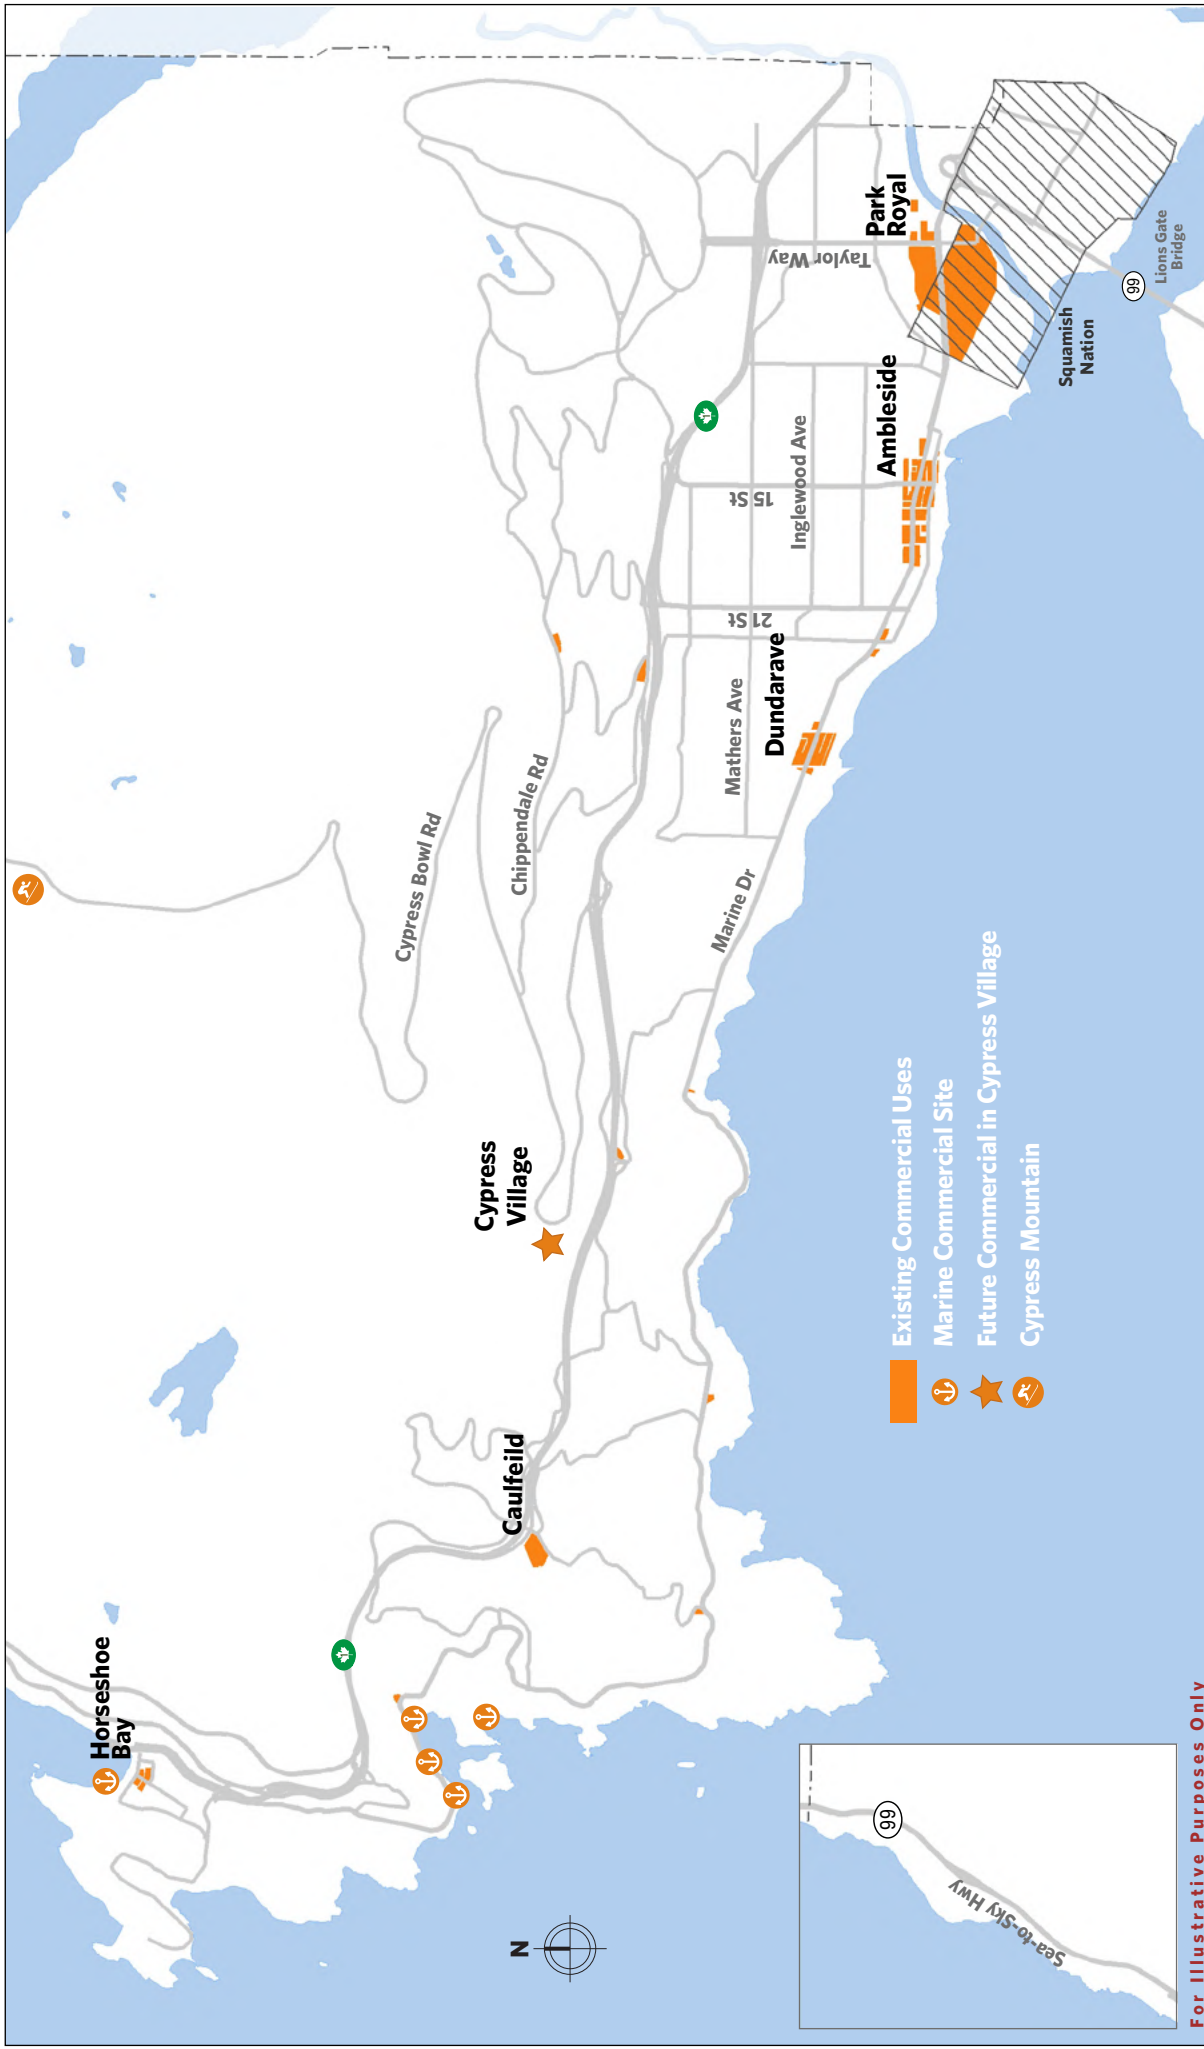 Horseshoe
Bay
Caulfeild
Cypress
Village
Cypress Bowl Rd
Chippendale Rd
Mathers Ave
Dundarave
Marine Dr
21 St
15 St
Inglewood Ave
Ambleside
Taylor Way
Park
Royal
Squamish
Nation
99
Lions Gate
Bridge
1
1
N
Existing Commercial Uses
Marine Commercial Site
Future Commercial in Cypress Village
Cypress Mountain
99
Sea-to-Sky Hwy
For Illustrative Purposes Only